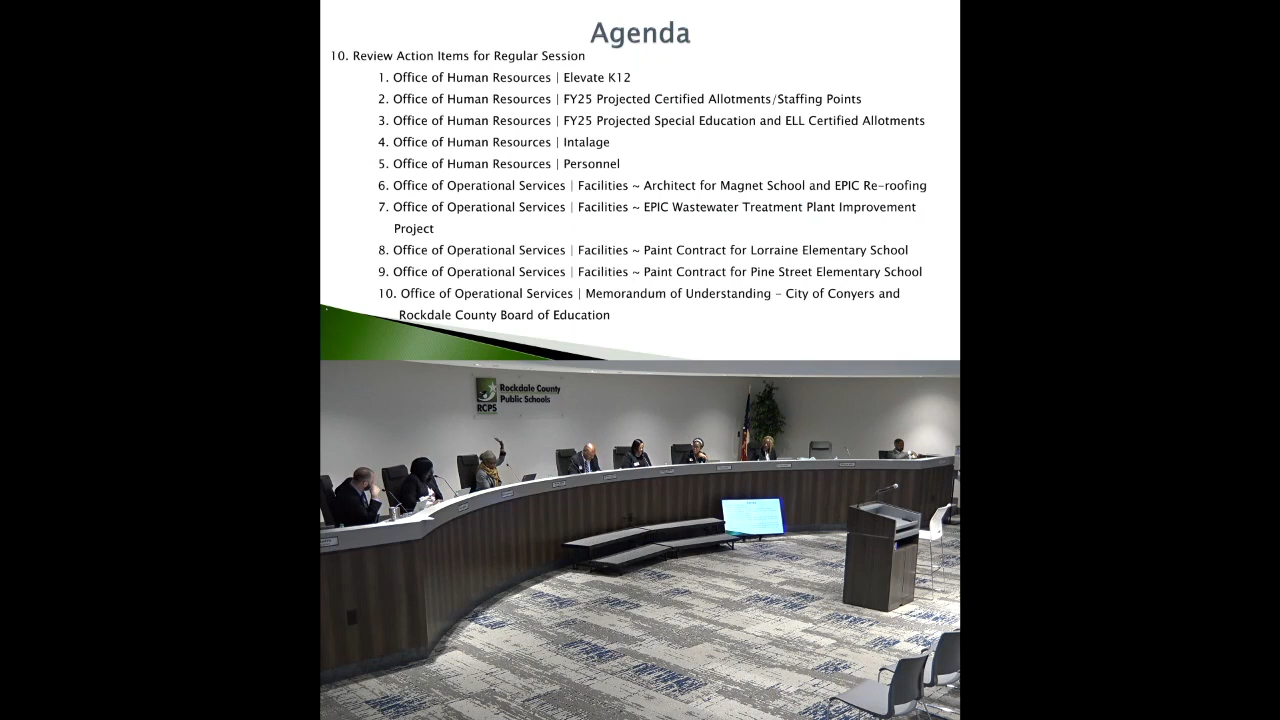 Agenda
10. Review Action Items for Regular Session
1. Office of Human Resources | Elevate K12
2. Office of Human Resources | FY25 Projected Certified Allotments/Staffing Points
3. Office of Human Resources | FY25 Projected Special Education and ELL Certified Allotments
4. Office of Human Resources | Intalage
5. Office of Human Resources | Personnel
6. Office of Operational Services | Facilities ~ Architect for Magnet School and EPIC Re-roofing
7. Office of Operational Services | Facilities ~ EPIC Wastewater Treatment Plant Improvement
Project
8. Office of Operational Services | Facilities ~ Paint Contract for Lorraine Elementary School
9. Office of Operational Services | Facilities ~ Paint Contract for Pine Street Elementary School
10. Office of Operational Services | Memorandum of Understanding - City of Conyers and
Rockdale County Board of Education
Rockdale County
Public Schools
RCPS